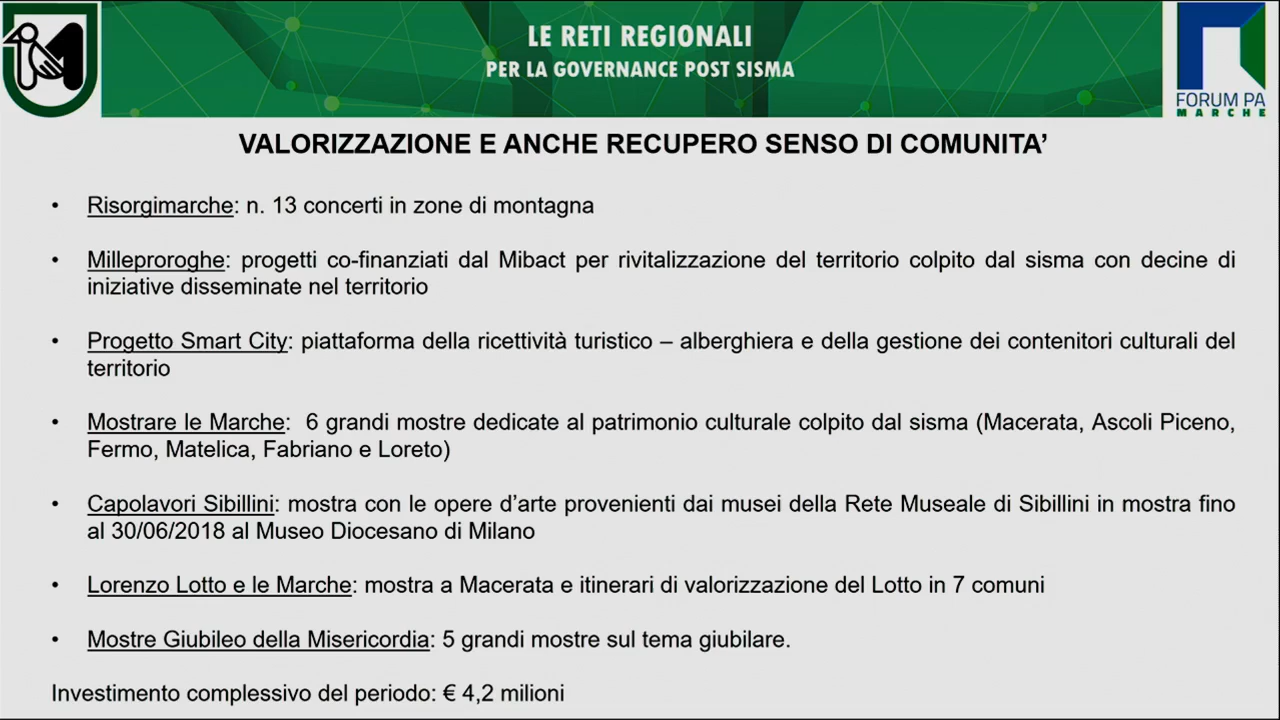 LE RETI REGIONALI
PER LA GOVERNANCE POST SISMA
FORUM PA
MARCHE
VALORIZZAZIONE E ANCHE RECUPERO SENSO DI COMUNITA’
• Risorgimarche: n. 13 concerti in zone di montagna
• Milleproroghe: progetti co-finanziati dal Mibact per rivitalizzazione del territorio colpito dal sisma con decine di
iniziative disseminate nel territorio
• Progetto Smart City: piattaforma della ricettività turistico – alberghiera e della gestione dei contenitori culturali del
territorio
• Mostrare le Marche: 6 grandi mostre dedicate al patrimonio culturale colpito dal sisma (Macerata, Ascoli Piceno,
Fermo, Matelica, Fabriano e Loreto)
• Capolavori Sibillini: mostra con le opere d’arte provenienti dai musei della Rete Museale di Sibillini in mostra fino
al 30/06/2018 al Museo Diocesano di Milano
• Lorenzo Lotto e le Marche: mostra a Macerata e itinerari di valorizzazione del Lotto in 7 comuni
• Mostre Giubileo della Misericordia: 5 grandi mostre sul tema giubilare.
Investimento complessivo del periodo: € 4,2 milioni